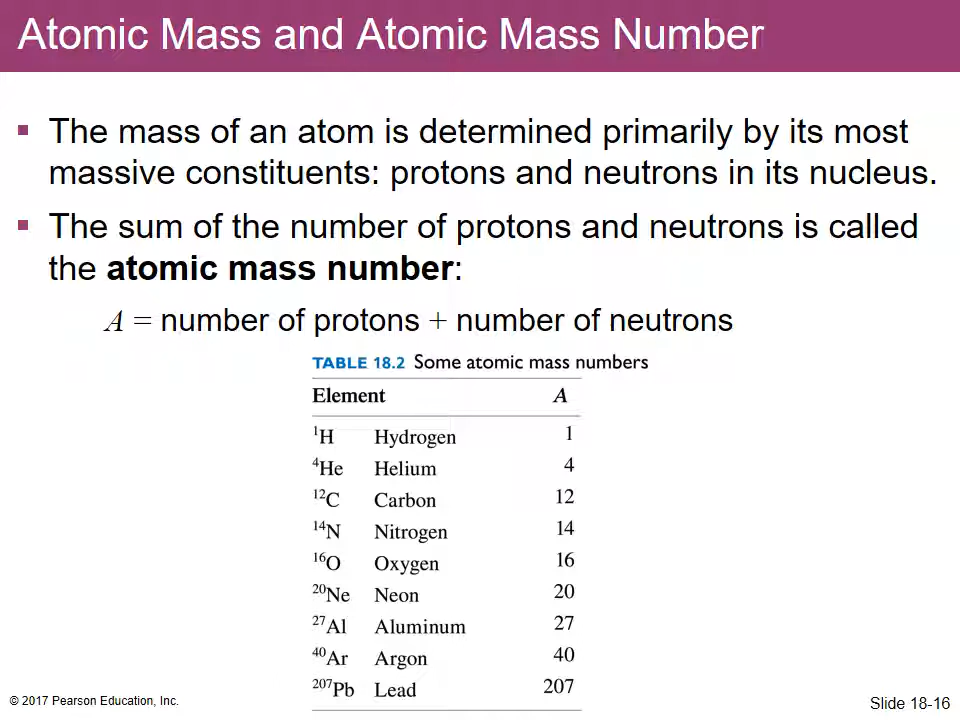 Atomic Mass and Atomic Mass Number
▪ The mass of an atom is determined primarily by its most
massive constituents: protons and neutrons in its nucleus.
▪ The sum of the number of protons and neutrons is called
the atomic mass number:
A = number of protons + number of neutrons
TABLE 18.2 Some atomic mass numbers
Element A
¹H Hydrogen 1
⁴He Helium 4
¹²C Carbon 12
¹⁴N Nitrogen 14
¹⁶O Oxygen 16
²⁰Ne Neon 20
²⁷Al Aluminum 27
⁴⁰Ar Argon 40
²⁰⁷Pb Lead 207
© 2017 Pearson Education, Inc.
Slide 18-16